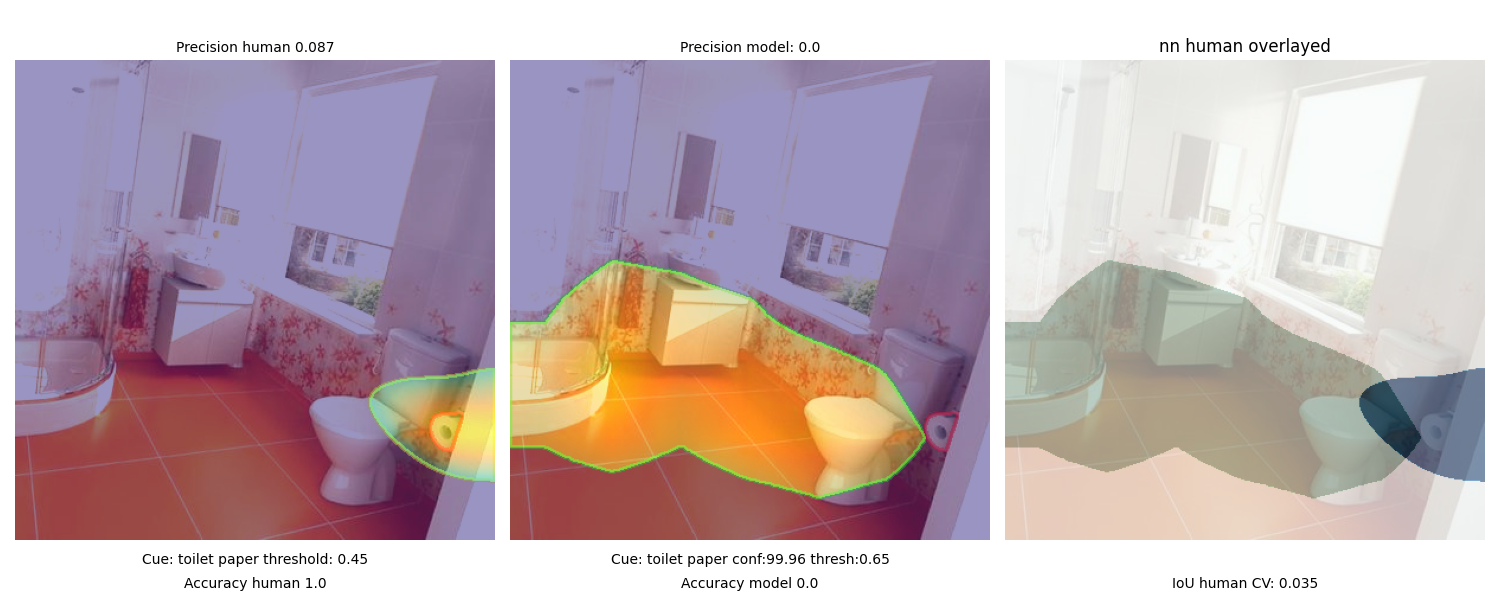 Precision human 0.087
Precision model: 0.0
nn human overlayed
Cue: toilet paper threshold: 0.45
Cue: toilet paper conf:99.96 thresh:0.65
Accuracy human 1.0
Accuracy model 0.0
IoU human CV: 0.035